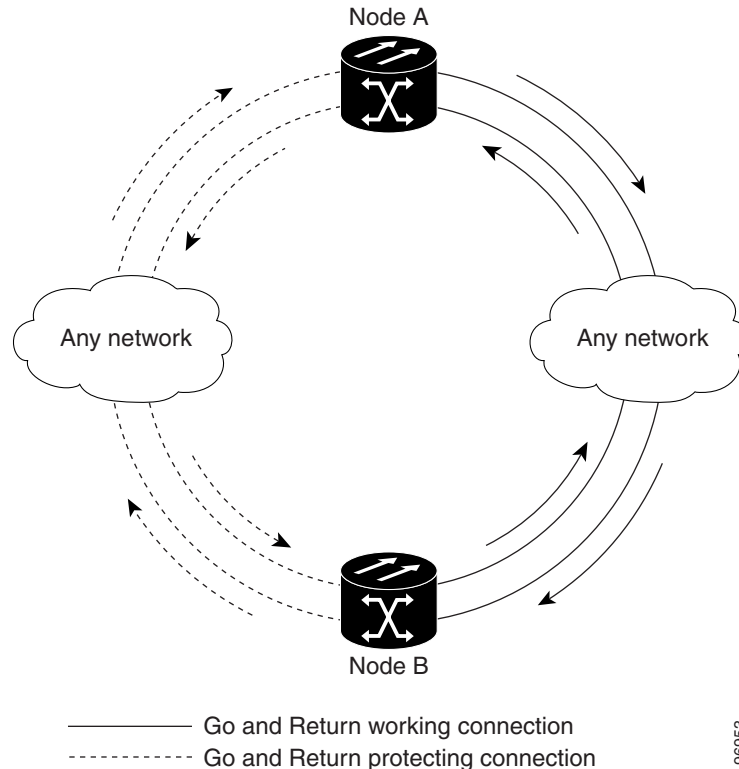 Node A
Any network
Any network
Node B
Go and Return working connection
Go and Return protecting connection